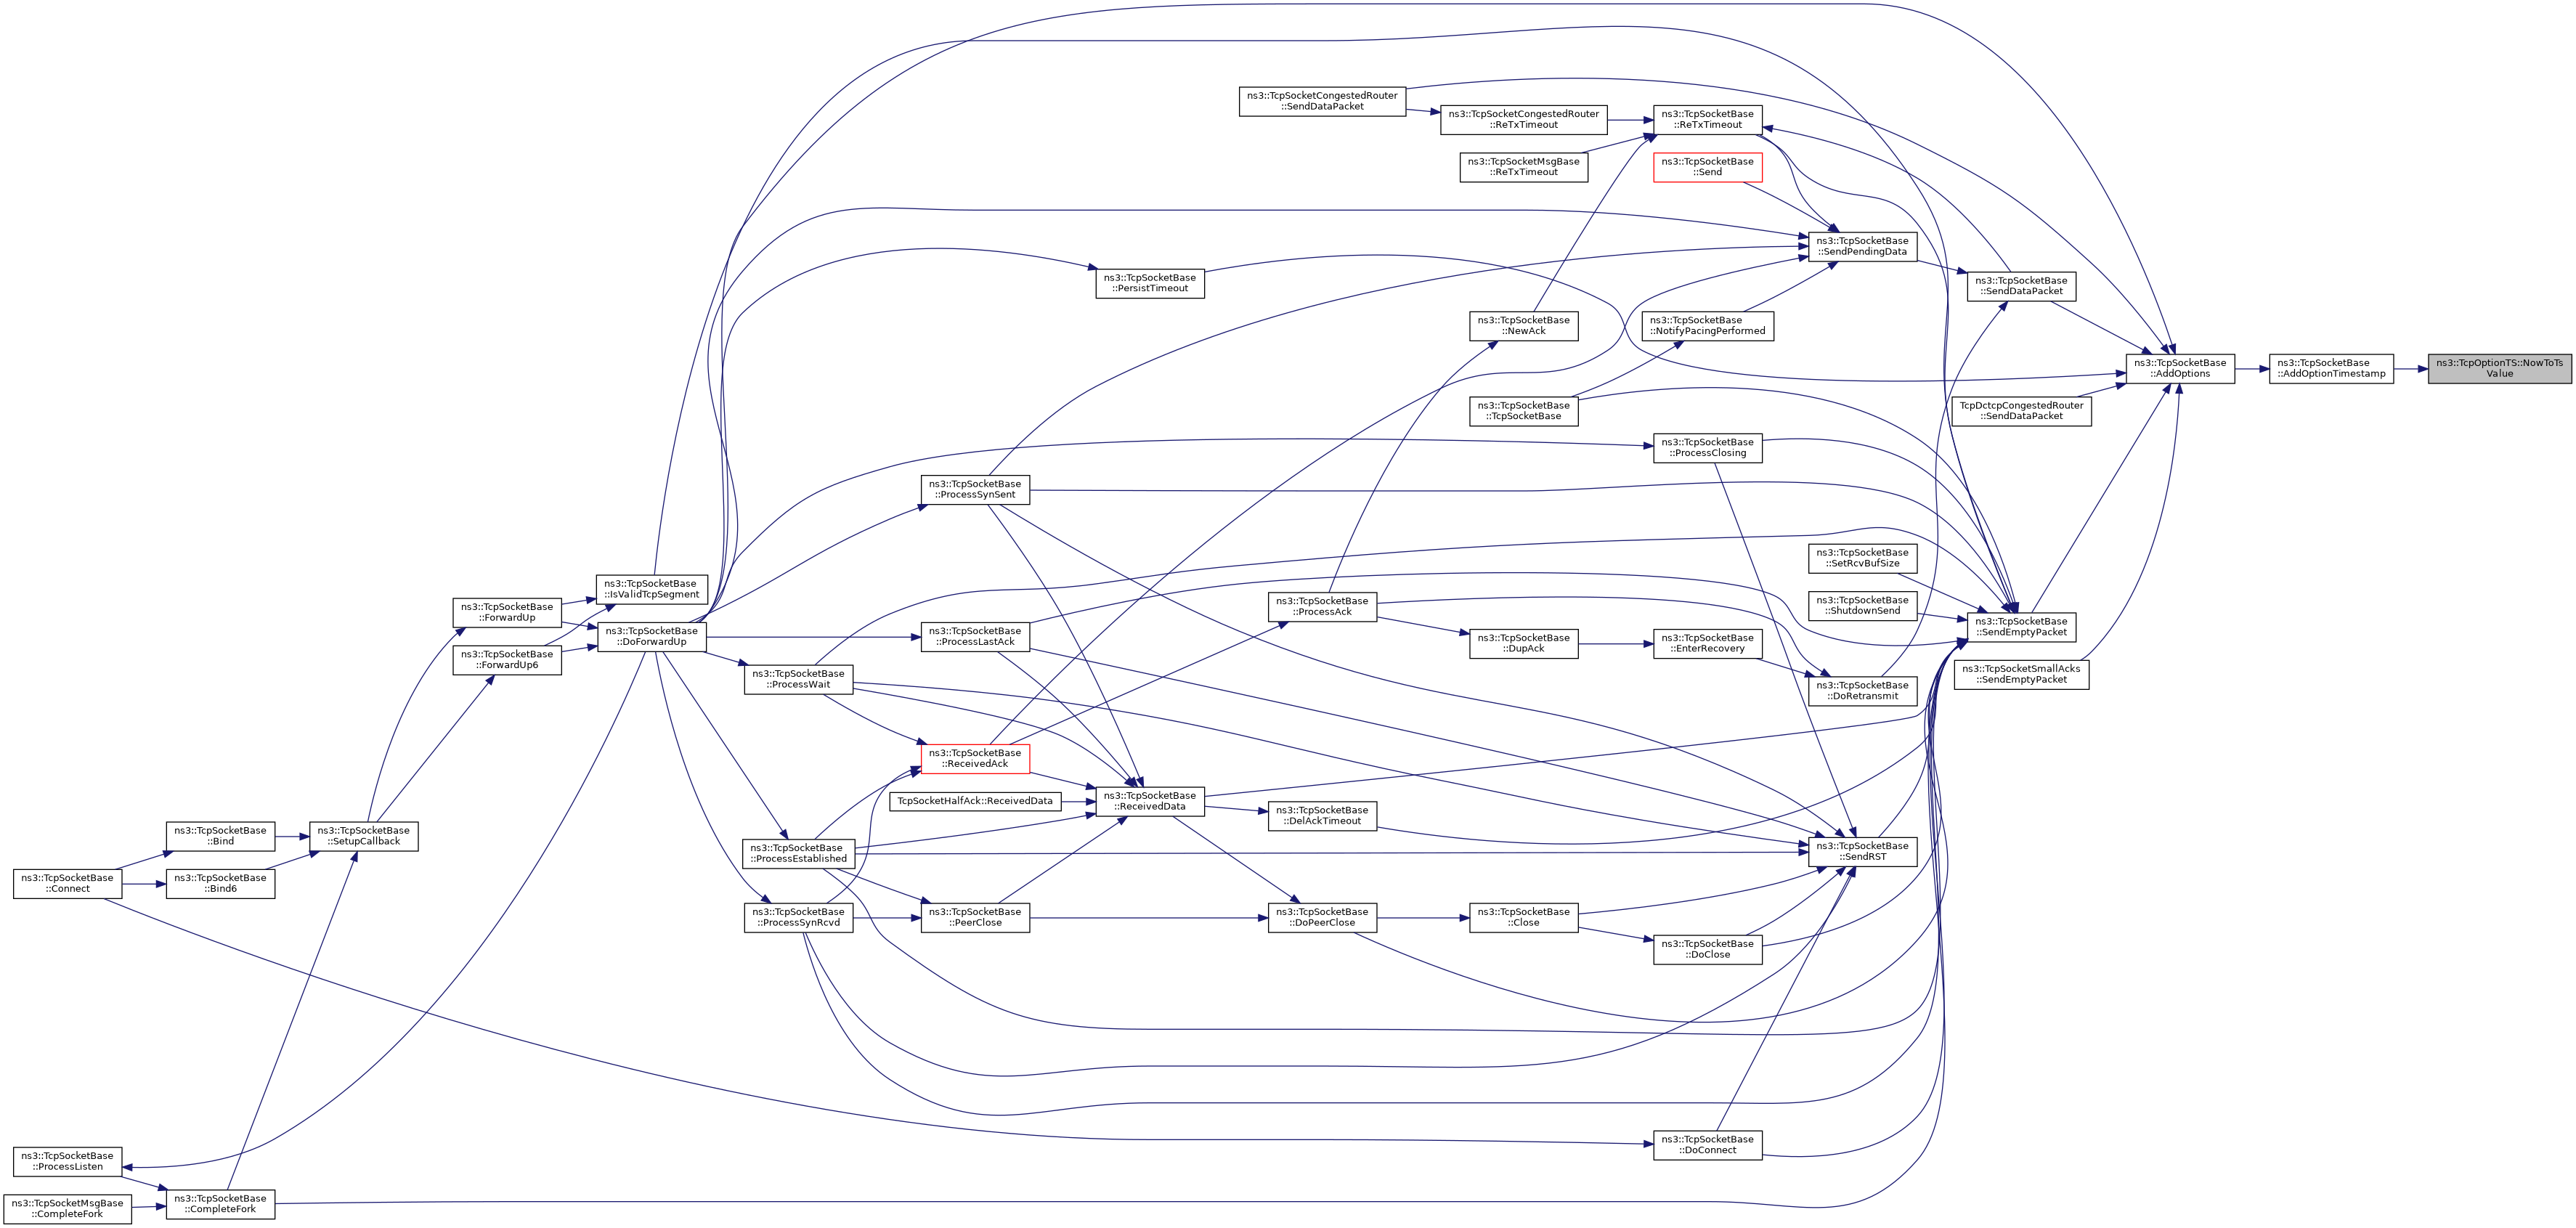 ns3::TcpSocketCongestedRouter
::SendDataPacket
ns3::TcpSocketCongestedRouter
::ReTxTimeout
ns3::TcpSocketBase
::ReTxTimeout
ns3::TcpSocketMsgBase
::ReTxTimeout
ns3::TcpSocketBase
::Send
ns3::TcpSocketBase
::SendPendingData
ns3::TcpSocketBase
::PersistTimeout
ns3::TcpSocketBase
::SendDataPacket
ns3::TcpSocketBase
::NewAck
ns3::TcpSocketBase
::NotifyPacingPerformed
ns3::TcpSocketBase
::AddOptions
ns3::TcpSocketBase
::AddOptionTimestamp
ns3::TcpOptionTS::NowToTs
Value
ns3::TcpSocketBase
::TcpSocketBase
TcpDctcpCongestedRouter
::SendDataPacket
ns3::TcpSocketBase
::ProcessClosing
ns3::TcpSocketBase
::ProcessSynSent
ns3::TcpSocketBase
::SetRcvBufSize
ns3::TcpSocketBase
::IsValidTcpSegment
ns3::TcpSocketBase
::ForwardUp
ns3::TcpSocketBase
::ProcessAck
ns3::TcpSocketBase
::ShutdownSend
ns3::TcpSocketBase
::DoForwardUp
ns3::TcpSocketBase
::ProcessLastAck
ns3::TcpSocketBase
::DupAck
ns3::TcpSocketBase
::EnterRecovery
ns3::TcpSocketBase
::SendEmptyPacket
ns3::TcpSocketBase
::ForwardUp6
ns3::TcpSocketBase
::ProcessWait
ns3::TcpSocketBase
::DoRetransmit
ns3::TcpSocketSmallAcks
::SendEmptyPacket
ns3::TcpSocketBase
::ReceivedAck
TcpSocketHalfAck::ReceivedData
ns3::TcpSocketBase
::ReceivedData
ns3::TcpSocketBase
::DelAckTimeout
ns3::TcpSocketBase
::Bind
ns3::TcpSocketBase
::SetupCallback
ns3::TcpSocketBase
::ProcessEstablished
ns3::TcpSocketBase
::SendRST
ns3::TcpSocketBase
::Connect
ns3::TcpSocketBase
::Bind6
ns3::TcpSocketBase
::ProcessSynRcvd
ns3::TcpSocketBase
::PeerClose
ns3::TcpSocketBase
::DoPeerClose
ns3::TcpSocketBase
::Close
ns3::TcpSocketBase
::DoClose
ns3::TcpSocketBase
::DoConnect
ns3::TcpSocketBase
::ProcessListen
ns3::TcpSocketMsgBase
::CompleteFork
ns3::TcpSocketBase
::CompleteFork